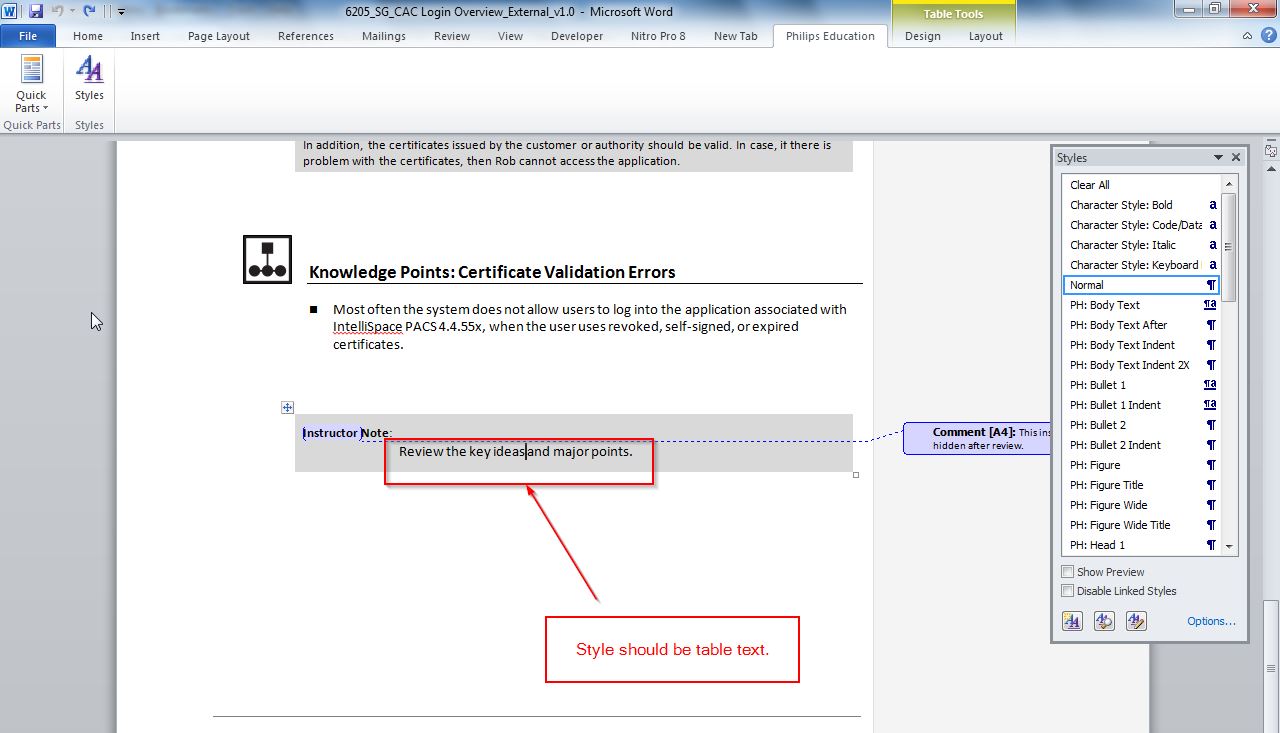 6205_SG_CAC Login Overview_External_v1.0 - Microsoft Word
Table Tools
File Home Insert Page Layout References Mailings Review View Developer Nitro Pro 8 New Tab Philips Education Design Layout
Quick Parts
Styles
Quick Parts
Styles
In addition, the certificates issued by the customer or authority should be valid. In case, if there is
problem with the certificates, then Rob cannot access the application.
Knowledge Points: Certificate Validation Errors
Most often the system does not allow users to log into the application associated with
IntelliSpace PACS 4.4.55x, when the user uses revoked, self-signed, or expired
certificates.
Instructor Note:
Review the key ideas and major points.
Comment [A4]: This ins
hidden after review.
Style should be table text.
Styles
Clear All
Character Style: Bold a
Character Style: Code/Data a
Character Style: Italic a
Character Style: Keyboard a
Normal ¶
PH: Body Text ¶a
PH: Body Text After ¶
PH: Body Text Indent ¶
PH: Body Text Indent 2X ¶
PH: Bullet 1 ¶a
PH: Bullet 1 Indent ¶a
PH: Bullet 2 ¶
PH: Bullet 2 Indent ¶
PH: Figure ¶
PH: Figure Title ¶
PH: Figure Wide ¶
PH: Figure Wide Title ¶
PH: Head 1 ¶
Show Preview
Disable Linked Styles
Options...